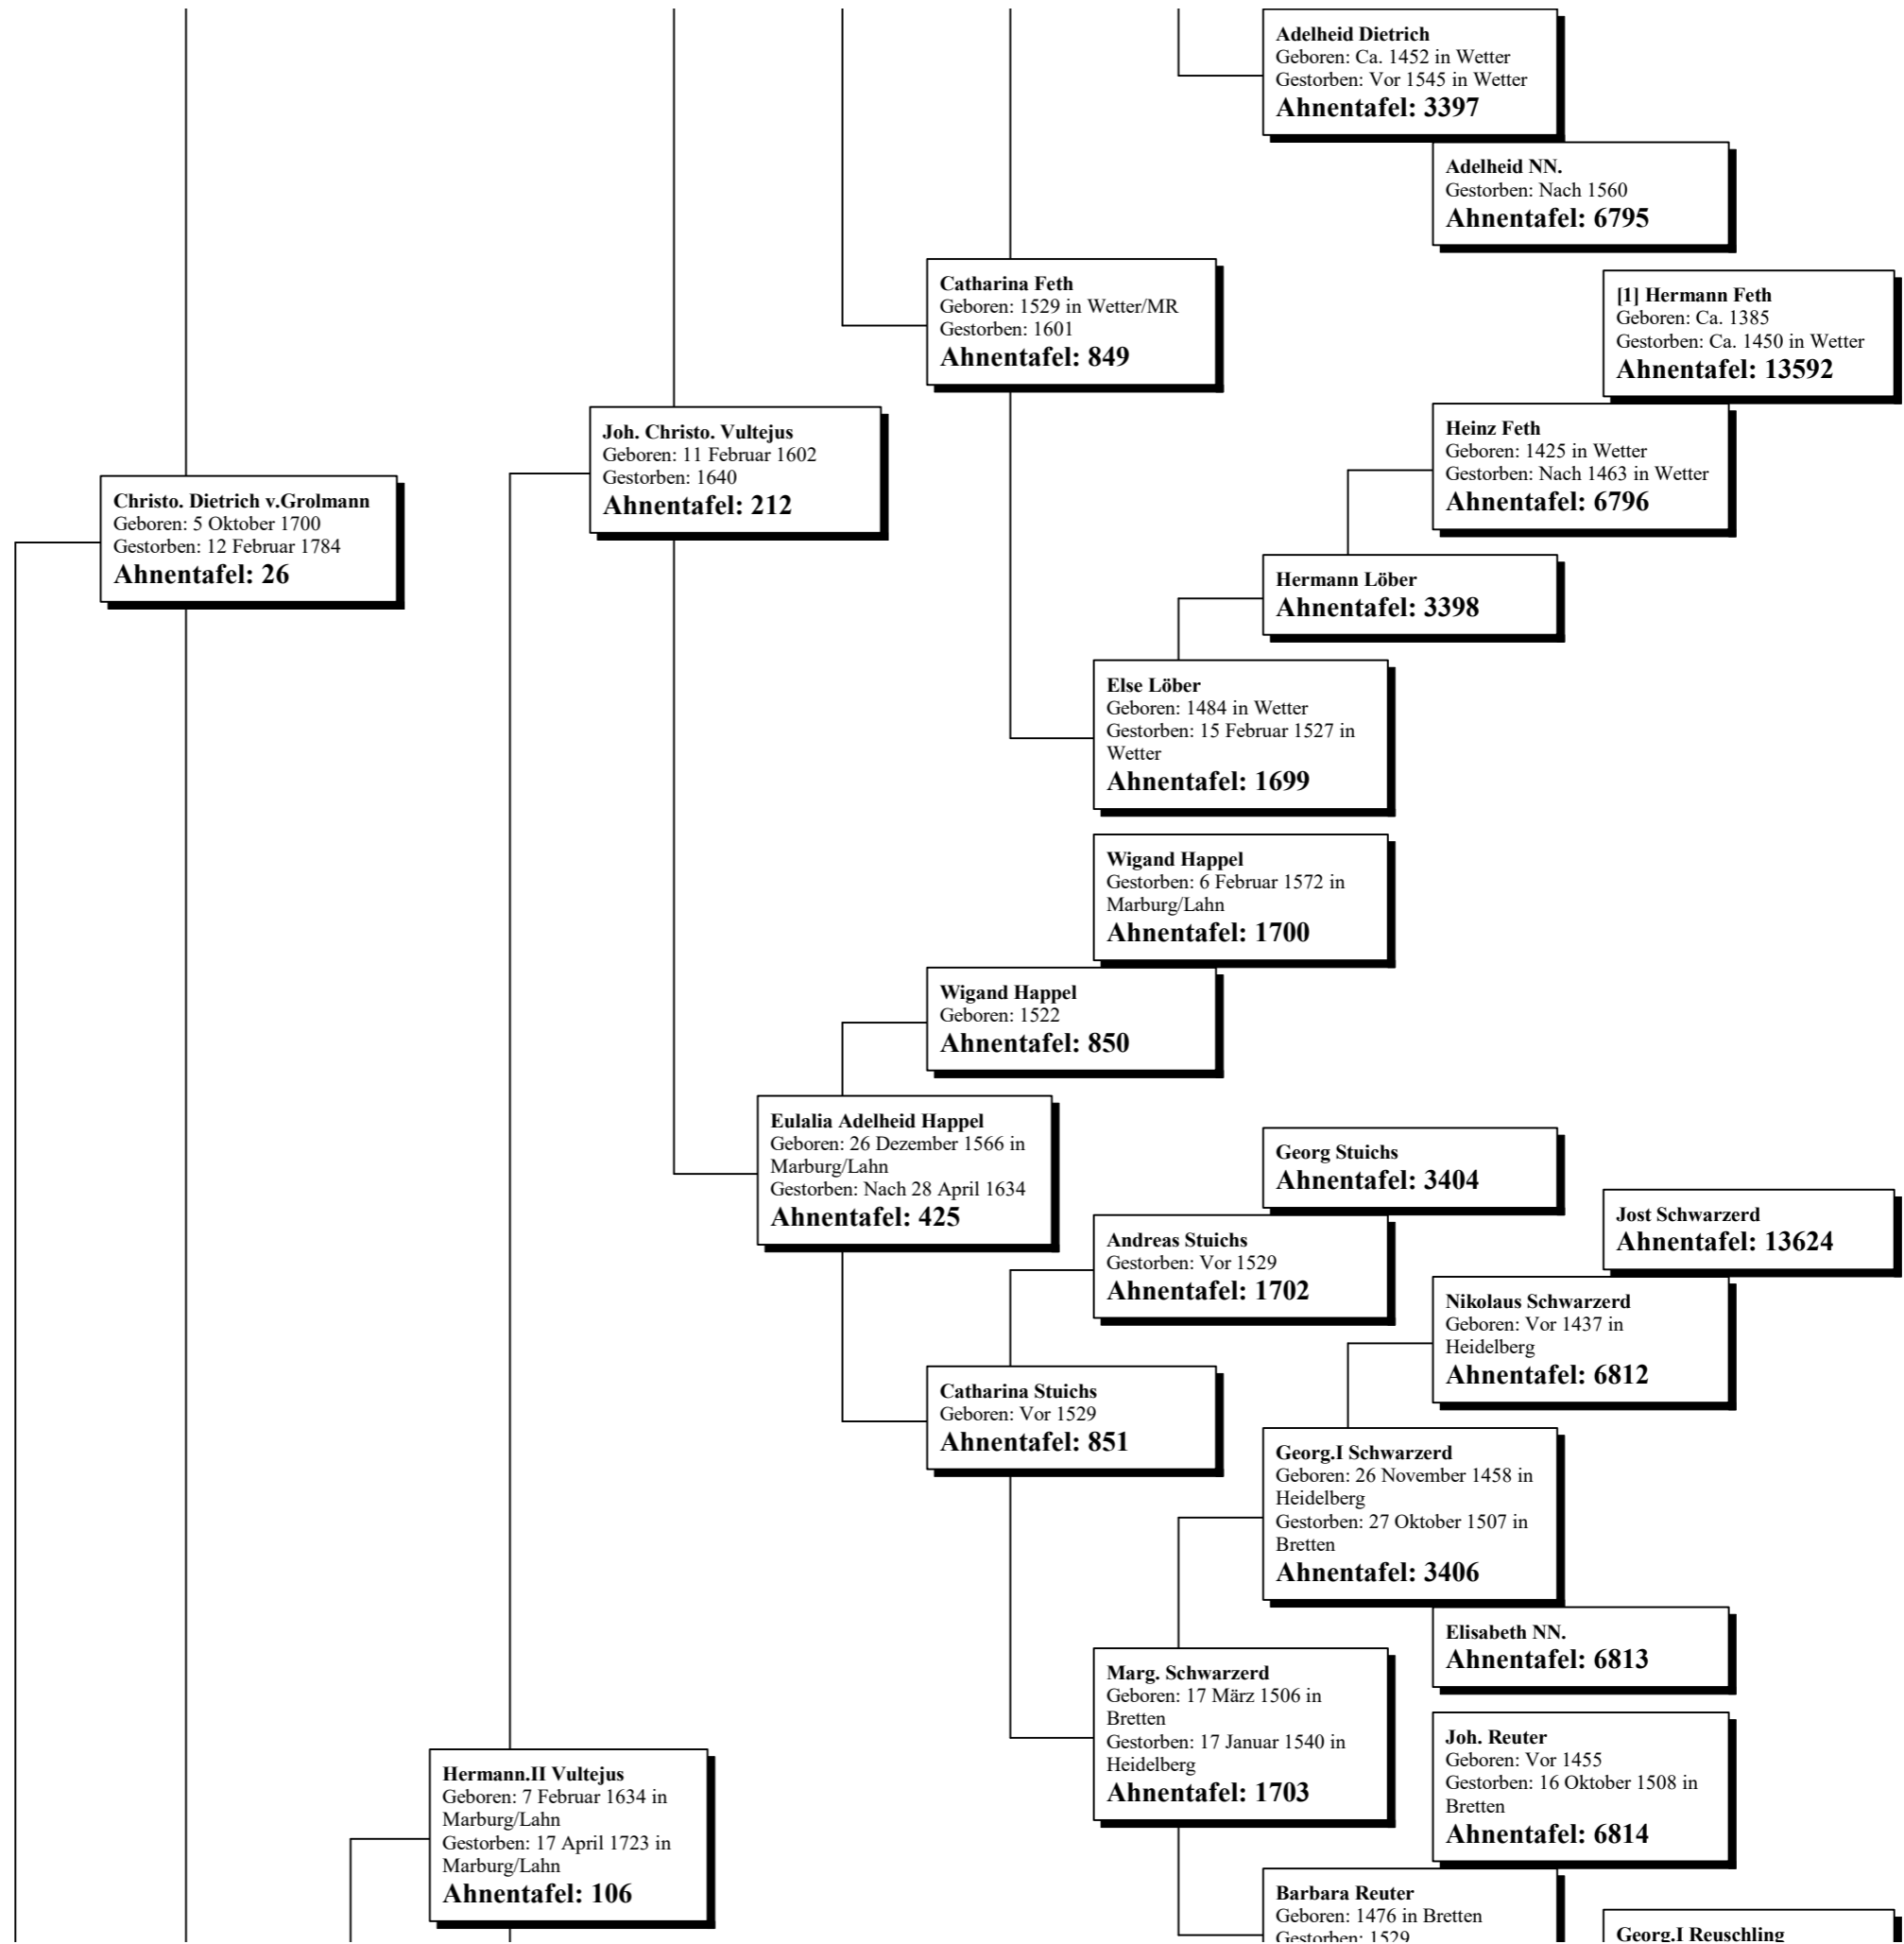 Adelheid Dietrich
Geboren: Ca. 1452 in Wetter
Gestorben: Vor 1545 in Wetter
Ahnentafel: 3397
Adelheid NN.
Gestorben: Nach 1560
Ahnentafel: 6795
Catharina Feth
Geboren: 1529 in Wetter/MR
Gestorben: 1601
Ahnentafel: 849
[1] Hermann Feth
Geboren: Ca. 1385
Gestorben: Ca. 1450 in Wetter
Ahnentafel: 13592
Joh. Christo. Vultejus
Geboren: 11 Februar 1602
Gestorben: 1640
Ahnentafel: 212
Heinz Feth
Geboren: 1425 in Wetter
Gestorben: Nach 1463 in Wetter
Ahnentafel: 6796
Christo. Dietrich v.Grolmann
Geboren: 5 Oktober 1700
Gestorben: 12 Februar 1784
Ahnentafel: 26
Hermann Löber
Ahnentafel: 3398
Else Löber
Geboren: 1484 in Wetter
Gestorben: 15 Februar 1527 in
Wetter
Ahnentafel: 1699
Wigand Happel
Gestorben: 6 Februar 1572 in
Marburg/Lahn
Ahnentafel: 1700
Wigand Happel
Geboren: 1522
Ahnentafel: 850
Eulalia Adelheid Happel
Geboren: 26 Dezember 1566 in
Marburg/Lahn
Gestorben: Nach 28 April 1634
Ahnentafel: 425
Georg Stuichs
Ahnentafel: 3404
Jost Schwarzerd
Ahnentafel: 13624
Andreas Stuichs
Gestorben: Vor 1529
Ahnentafel: 1702
Nikolaus Schwarzerd
Geboren: Vor 1437 in
Heidelberg
Ahnentafel: 6812
Catharina Stuichs
Geboren: Vor 1529
Ahnentafel: 851
Georg.I Schwarzerd
Geboren: 26 November 1458 in
Heidelberg
Gestorben: 27 Oktober 1507 in
Bretten
Ahnentafel: 3406
Elisabeth NN.
Ahnentafel: 6813
Marg. Schwarzerd
Geboren: 17 März 1506 in
Bretten
Gestorben: 17 Januar 1540 in
Heidelberg
Ahnentafel: 1703
Joh. Reuter
Geboren: Vor 1455
Gestorben: 16 Oktober 1508 in
Bretten
Ahnentafel: 6814
Hermann.II Vultejus
Geboren: 7 Februar 1634 in
Marburg/Lahn
Gestorben: 17 April 1723 in
Marburg/Lahn
Ahnentafel: 106
Barbara Reuter
Geboren: 1476 in Bretten
Gestorben: 1529
Georg.I Reuschling